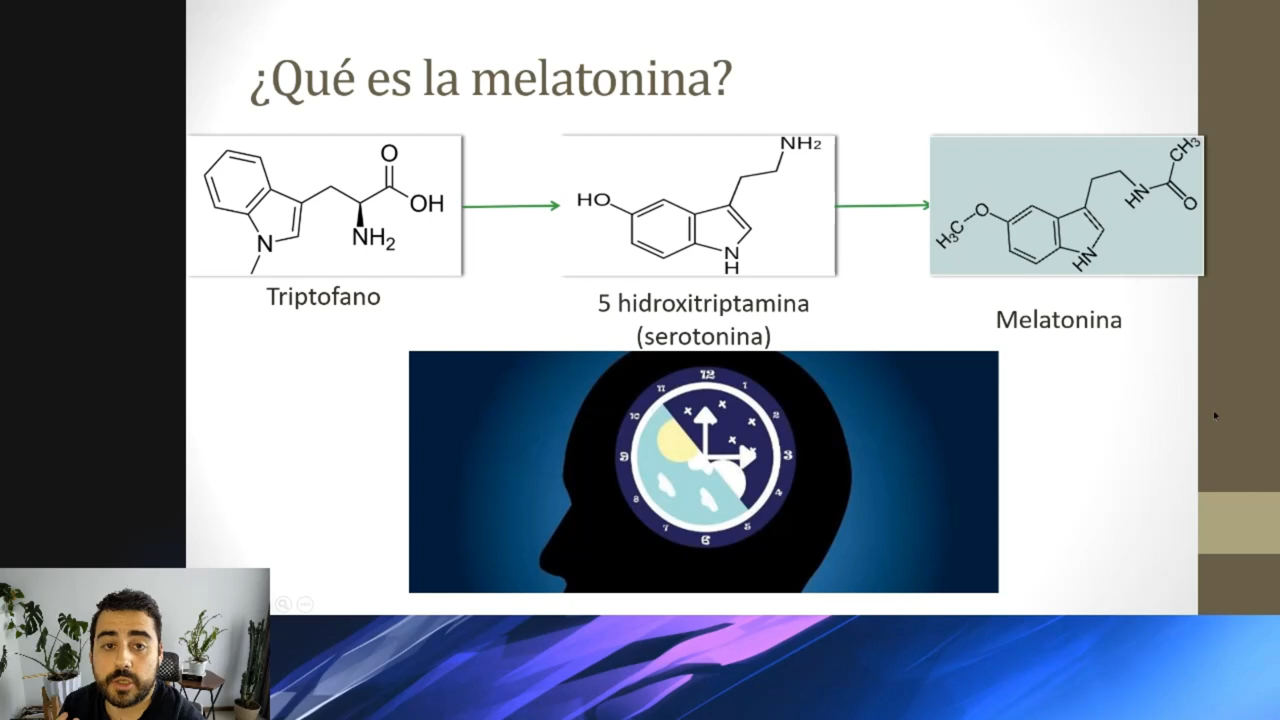 ¿Qué es la melatonina?
O
OH
N
NH2
Triptofano
NH2
HO
N
H
5 hidroxitriptamina
(serotonina)
CH3
HN
O
O
H3C
HN
Melatonina
12
11
1
10
2
9
3
8
4
7
5
6